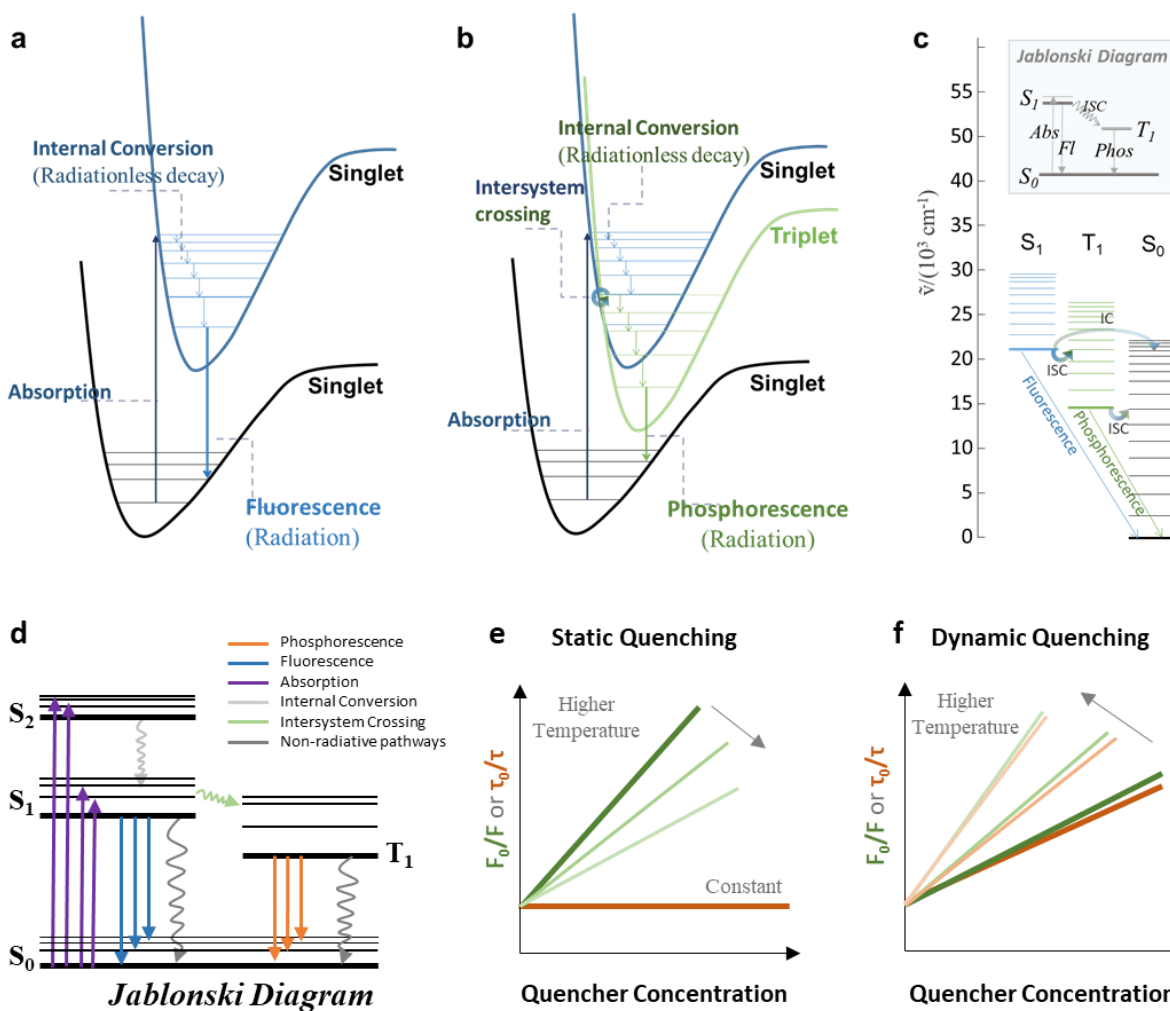 a
Internal Conversion
(Radiationless decay)
Singlet
Absorption
Singlet
Fluorescence
(Radiation)
b
Internal Conversion
(Radiationless decay)
Intersystem
crossing
Singlet
Triplet
Absorption
Singlet
Phosphorescence
(Radiation)
c
Jablonski Diagram
S1
ISC
T1
Abs
Fl
Phos
S0
ṽ/(10³ cm⁻¹)
55
50
45
40
35
30
25
20
15
10
5
0
S1
T1
S0
IC
ISC
ISC
Fluorescence
Phosphorescence
d
Phosphorescence
Fluorescence
Absorption
Internal Conversion
Intersystem Crossing
Non-radiative pathways
S2
S1
T1
S0
Jablonski Diagram
e
Static Quenching
Higher
Temperature
F0/F or τ0/τ
Constant
Quencher Concentration
f
Dynamic Quenching
Higher
Temperature
F0/F or τ0/τ
Quencher Concentration